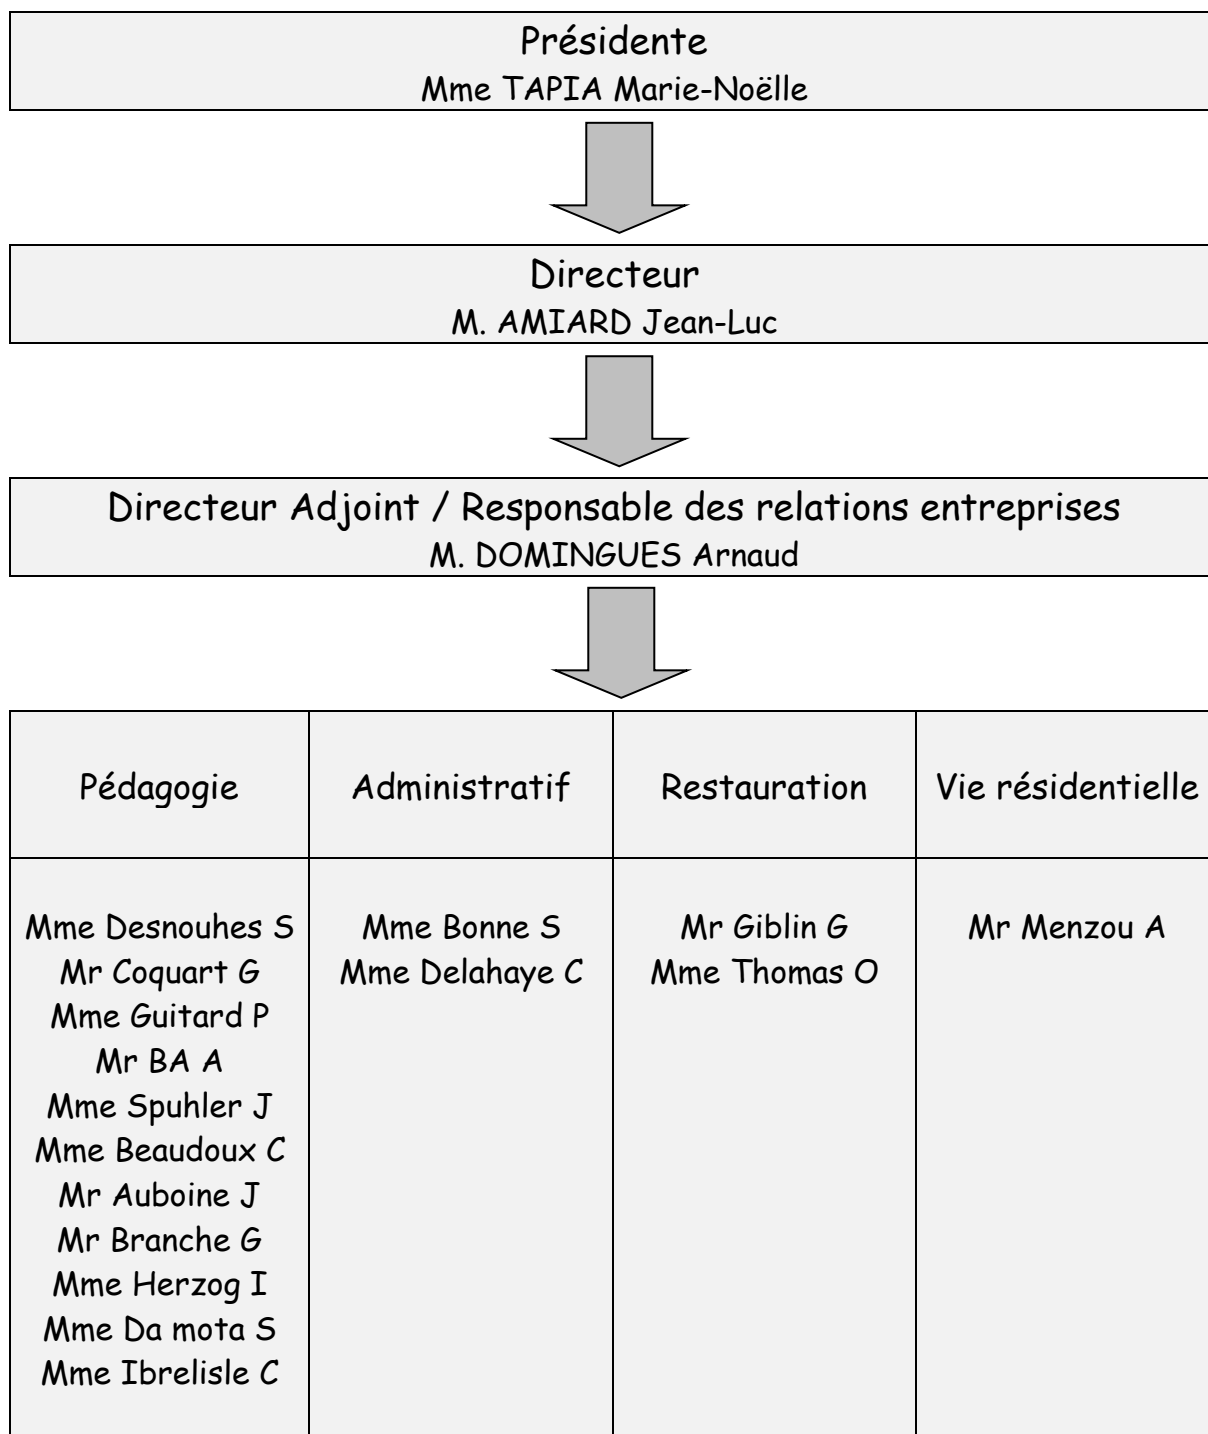 Présidente
Mme TAPIA Marie-Noëlle
Directeur
M. AMIARD Jean-Luc
Directeur Adjoint / Responsable des relations entreprises
M. DOMINGUES Arnaud
Pédagogie
Administratif
Restauration
Vie résidentielle
Mme Desnouhes S
Mr Coquart G
Mme Guitard P
Mr BA A
Mme Spuhler J
Mme Beaudoux C
Mr Auboine J
Mr Branche G
Mme Herzog I
Mme Da mota S
Mme Ibrelisle C
Mme Bonne S
Mme Delahaye C
Mr Giblin G
Mme Thomas O
Mr Menzou A